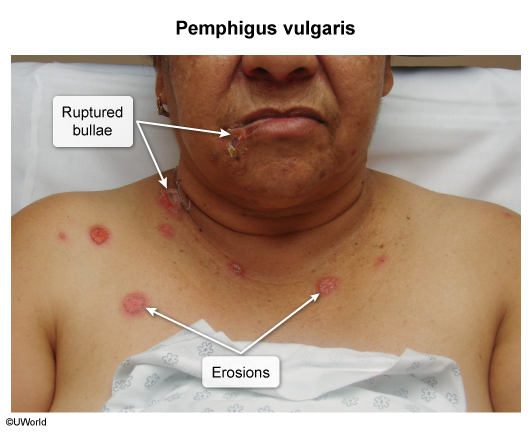 Pemphigus vulgaris
Ruptured
bullae
Erosions
©UWorld